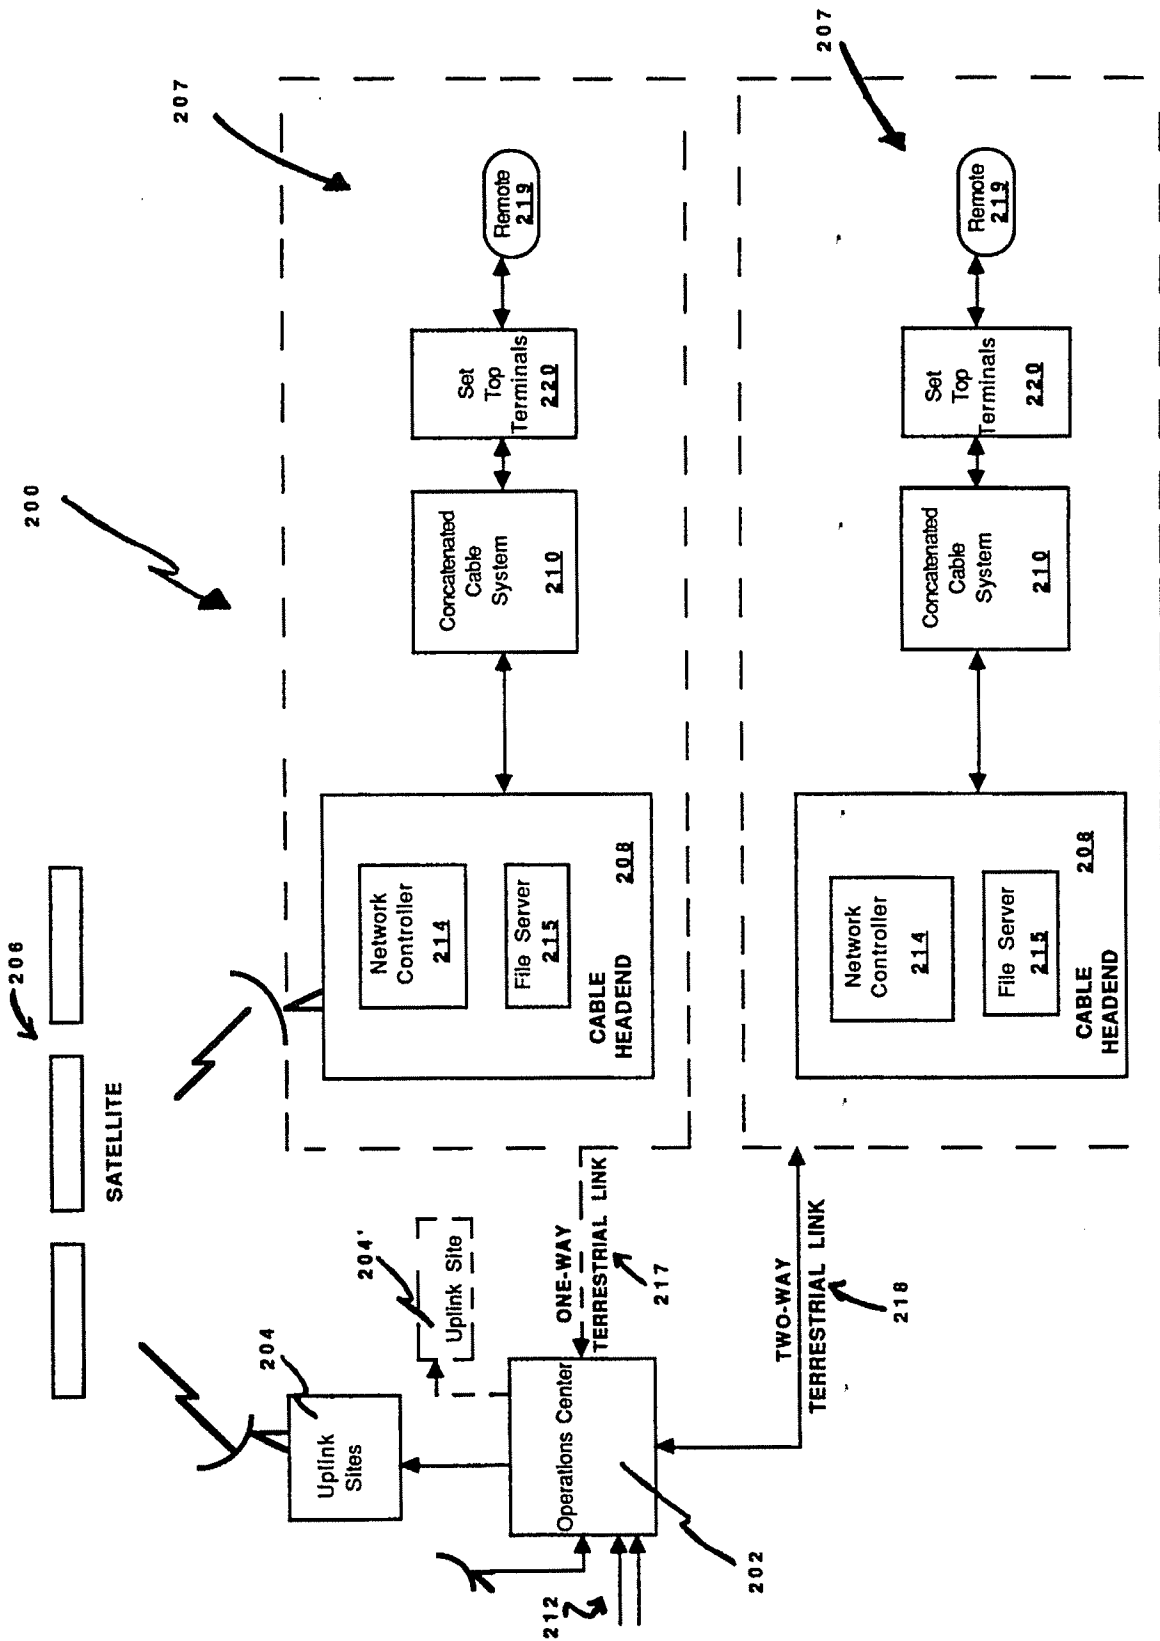 200
206
SATELLITE
207
204
Uplink
Sites
204'
Uplink Site
Operations Center
202
212
ONE-WAY
TERRESTRIAL LINK
217
TWO-WAY
TERRESTRIAL LINK
218
Network
Controller
214
File Server
215
CABLE
HEADEND
208
Concatenated
Cable
System
210
Set
Top
Terminals
220
Remote
219
207
Network
Controller
214
File Server
215
CABLE
HEADEND
208
Concatenated
Cable
System
210
Set
Top
Terminals
220
Remote
219